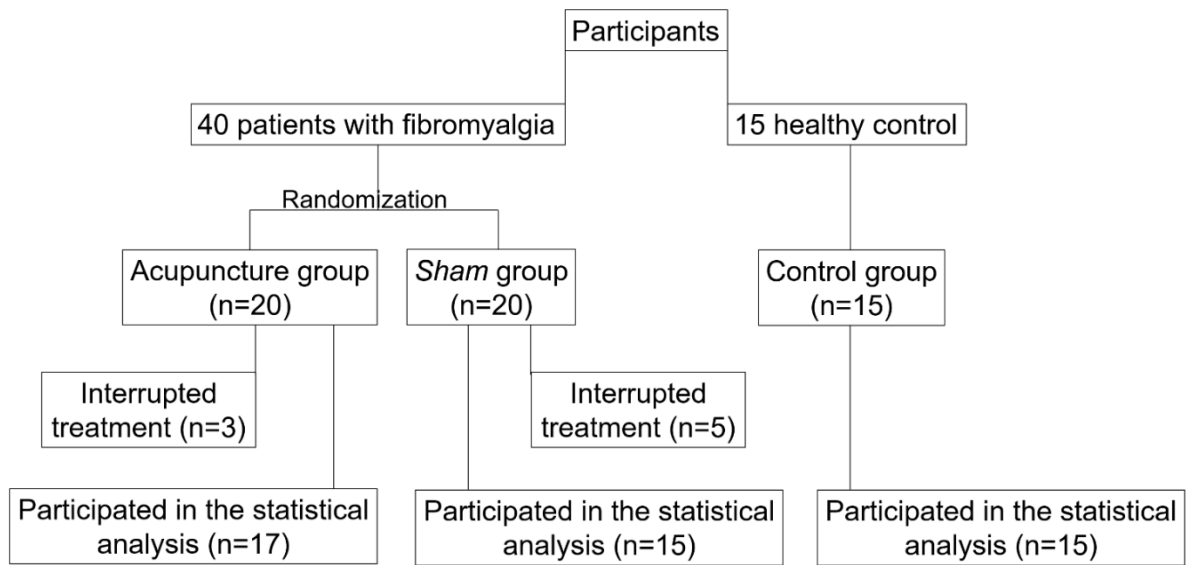 Participants
40 patients with fibromyalgia
15 healthy control
Randomization
Acupuncture group
(n=20)
Sham group
(n=20)
Control group
(n=15)
Interrupted
treatment (n=3)
Interrupted
treatment (n=5)
Participated in the statistical
analysis (n=17)
Participated in the statistical
analysis (n=15)
Participated in the statistical
analysis (n=15)